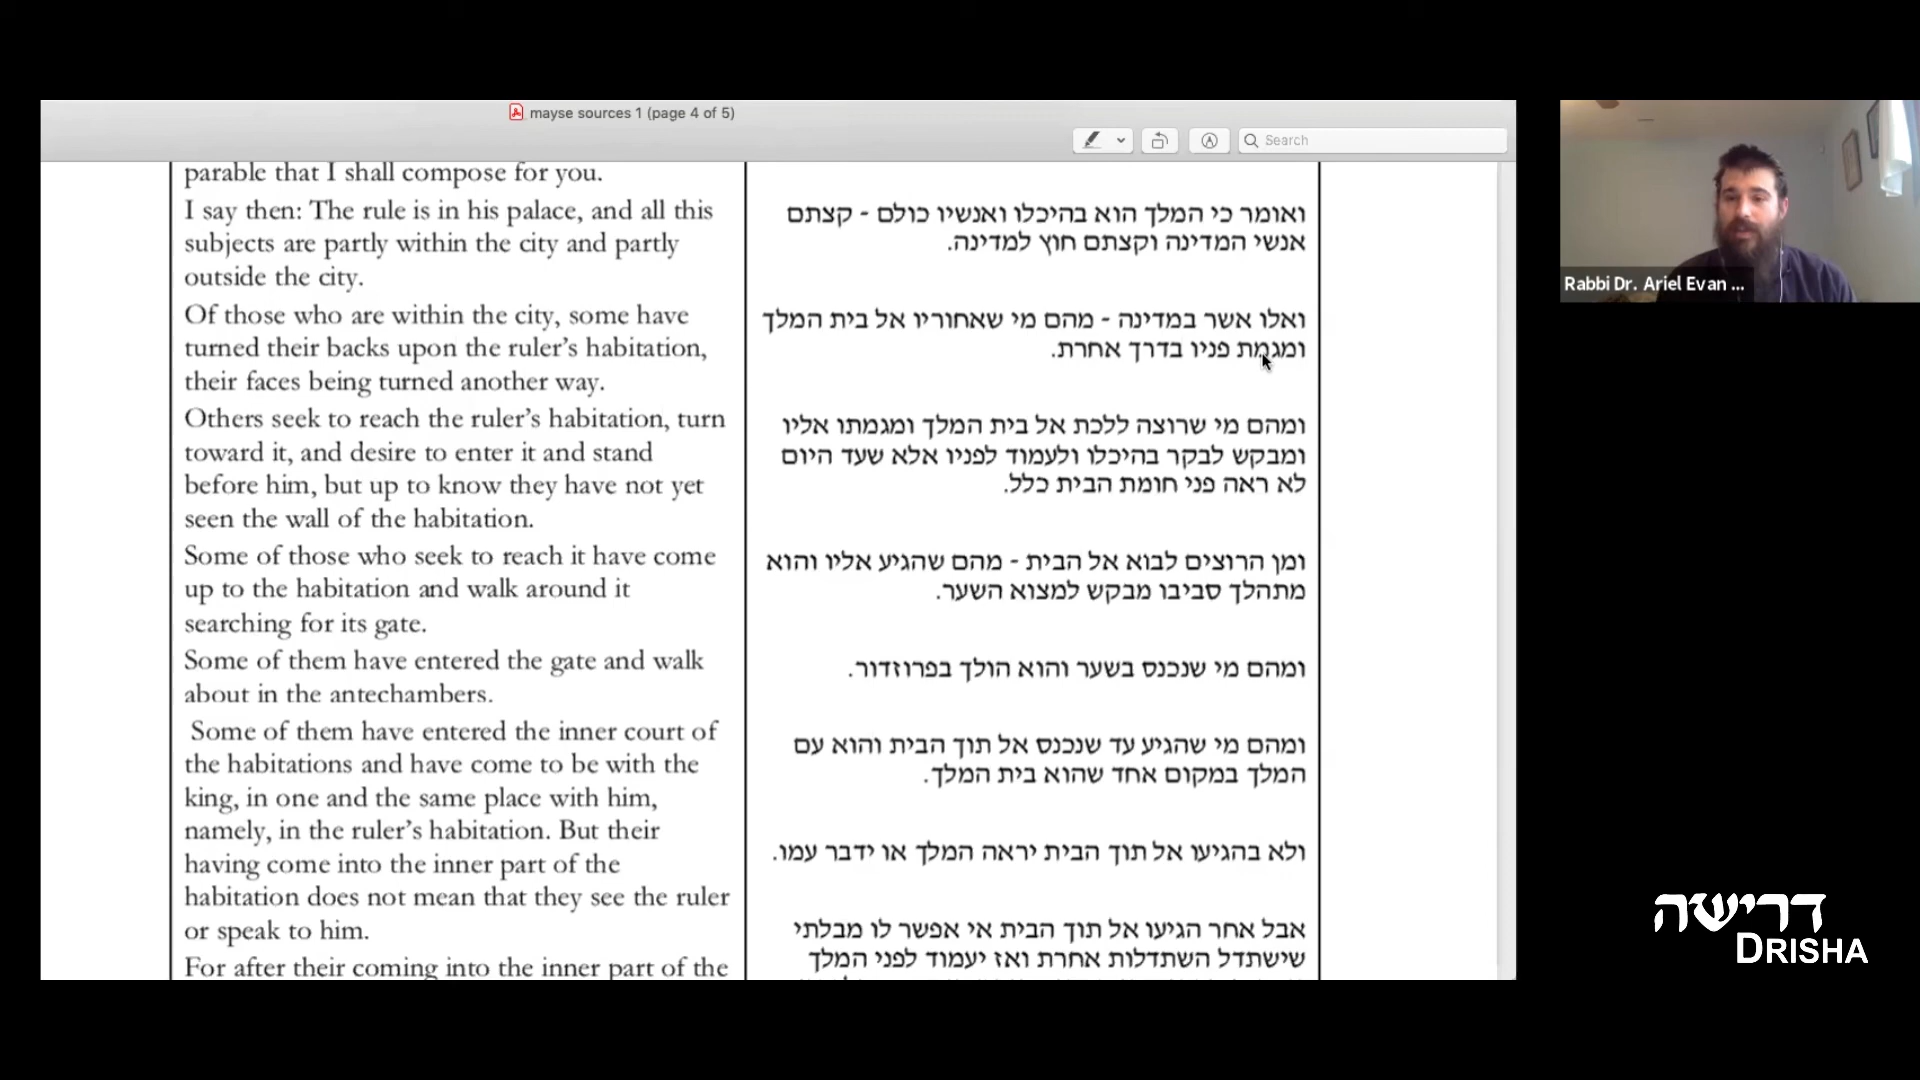 mayse sources 1 (page 4 of 5)
Search
parable that I shall compose for you.
I say then: The rule is in his palace, and all this
subjects are partly within the city and partly
outside the city.
Of those who are within the city, some have
turned their backs upon the ruler’s habitation,
their faces being turned another way.
Others seek to reach the ruler’s habitation, turn
toward it, and desire to enter it and stand
before him, but up to know they have not yet
seen the wall of the habitation.
Some of those who seek to reach it have come
up to the habitation and walk around it
searching for its gate.
Some of them have entered the gate and walk
about in the antechambers.
Some of them have entered the inner court of
the habitations and have come to be with the
king, in one and the same place with him,
namely, in the ruler’s habitation. But their
having come into the inner part of the
habitation does not mean that they see the ruler
or speak to him.
For after their coming into the inner part of the
ואומר כי המלך הוא בהיכלו ואנשיו כולם - קצתם
אנשי המדינה וקצתם חוץ למדינה.
ואלו אשר במדינה - מהם מי שאחוריו אל בית המלך
ומגמת פניו בדרך אחרת.
ומהם מי שרוצה ללכת אל בית המלך ומגמתו אליו
ומבקש לבקר בהיכלו ולעמוד לפניו אלא שעד היום
לא ראה פני חומת הבית כלל.
ומן הרוצים לבוא אל הבית - מהם שהגיע אליו והוא
מתהלך סביבו מבקש למצוא השער.
ומהם מי שנכנס בשער והוא הולך בפרוזדור.
ומהם מי שהגיע עד שנכנס אל תוך הבית והוא עם
המלך במקום אחד שהוא בית המלך.
ולא בהגיעו אל תוך הבית יראה המלך או ידבר עמו.
אבל אחר הגיעו אל תוך הבית אי אפשר לו מבלתי
שישתדל השתדלות אחרת ואז יעמוד לפני המלך
Rabbi Dr. Ariel Evan ...
דרישה
DRISHA